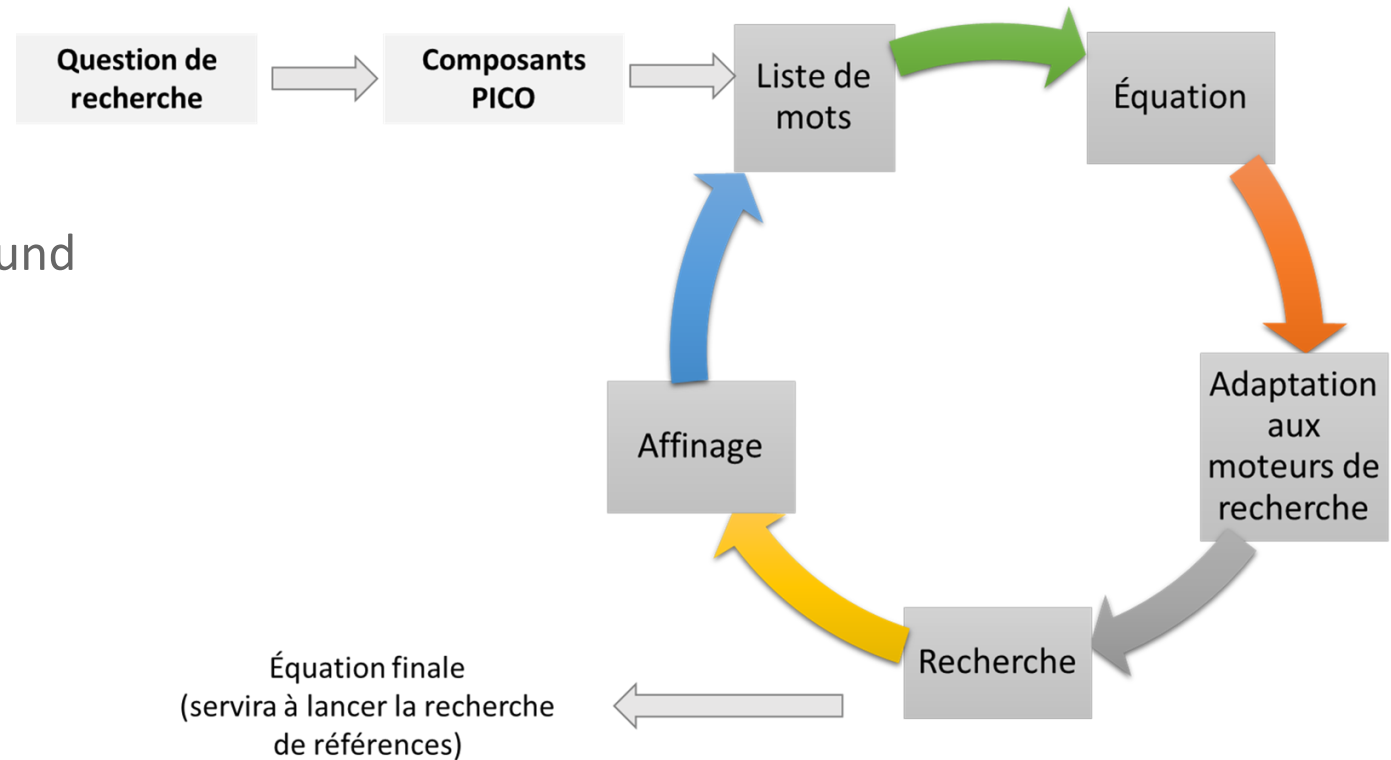 Question de
recherche
Composants
PICO
Liste de
mots
Équation
und
Adaptation
aux
moteurs de
recherche
Affinage
Recherche
Équation finale
(servira à lancer la recherche
de références)